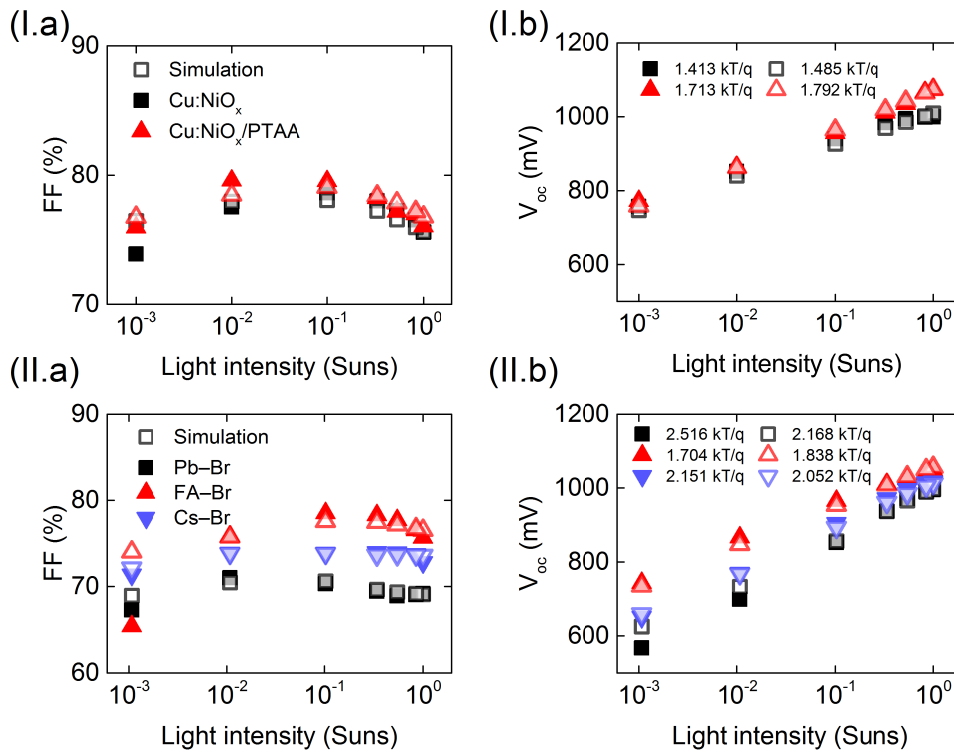 (I.a)
90
80
70
FF (%)
Simulation
Cu:NiOₓ
Cu:NiOₓ/PTAA
10⁻³ 10⁻² 10⁻¹ 10⁰
Light intensity (Suns)
(I.b)
1200
1000
800
600
V_oc (mV)
1.413 kT/q 1.485 kT/q
1.713 kT/q 1.792 kT/q
10⁻³ 10⁻² 10⁻¹ 10⁰
Light intensity (Suns)
(II.a)
90
80
70
60
FF (%)
Simulation
Pb–Br
FA–Br
Cs–Br
10⁻³ 10⁻² 10⁻¹ 10⁰
Light intensity (Suns)
(II.b)
1200
1000
800
600
V_oc (mV)
2.516 kT/q 2.168 kT/q
1.704 kT/q 1.838 kT/q
2.151 kT/q 2.052 kT/q
10⁻³ 10⁻² 10⁻¹ 10⁰
Light intensity (Suns)